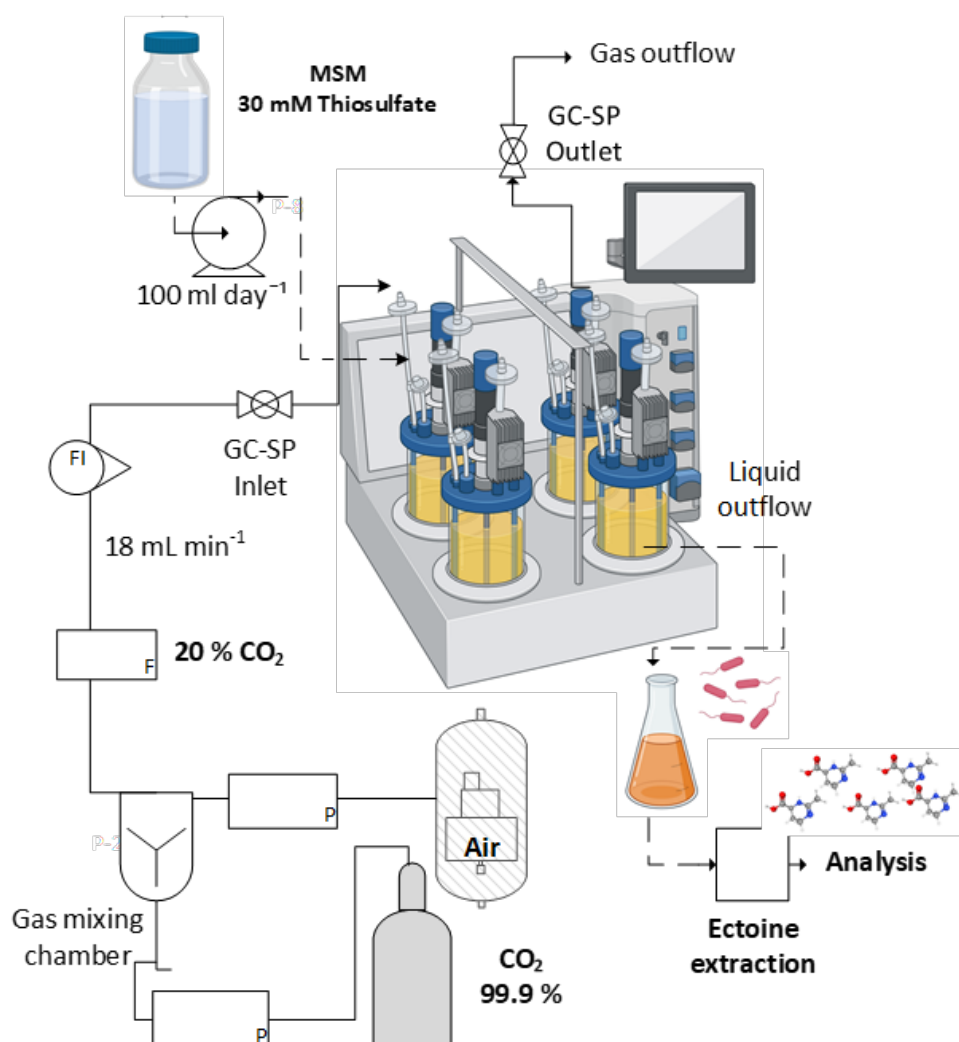 MSM
30 mM Thiosulfate
Gas outflow
GC-SP
Outlet
P-8
100 ml day⁻¹
GC-SP
Inlet
FI
18 mL min⁻¹
Liquid
outflow
F
20 % CO₂
P
Air
P-2
Gas mixing
chamber
P
CO₂
99.9 %
Analysis
Ectoine
extraction